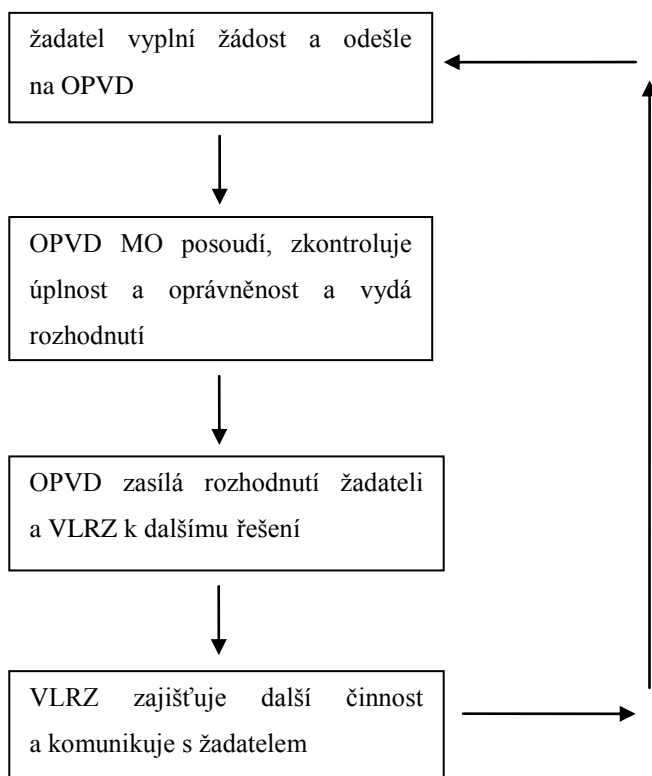 žadatel vyplní žádost a odešle
na OPVD
OPVD MO posoudí, zkontroluje
úplnost a oprávněnost a vydá
rozhodnutí
OPVD zasílá rozhodnutí žadateli
a VLRZ k dalšímu řešení
VLRZ zajišťuje další činnost
a komunikuje s žadatelem